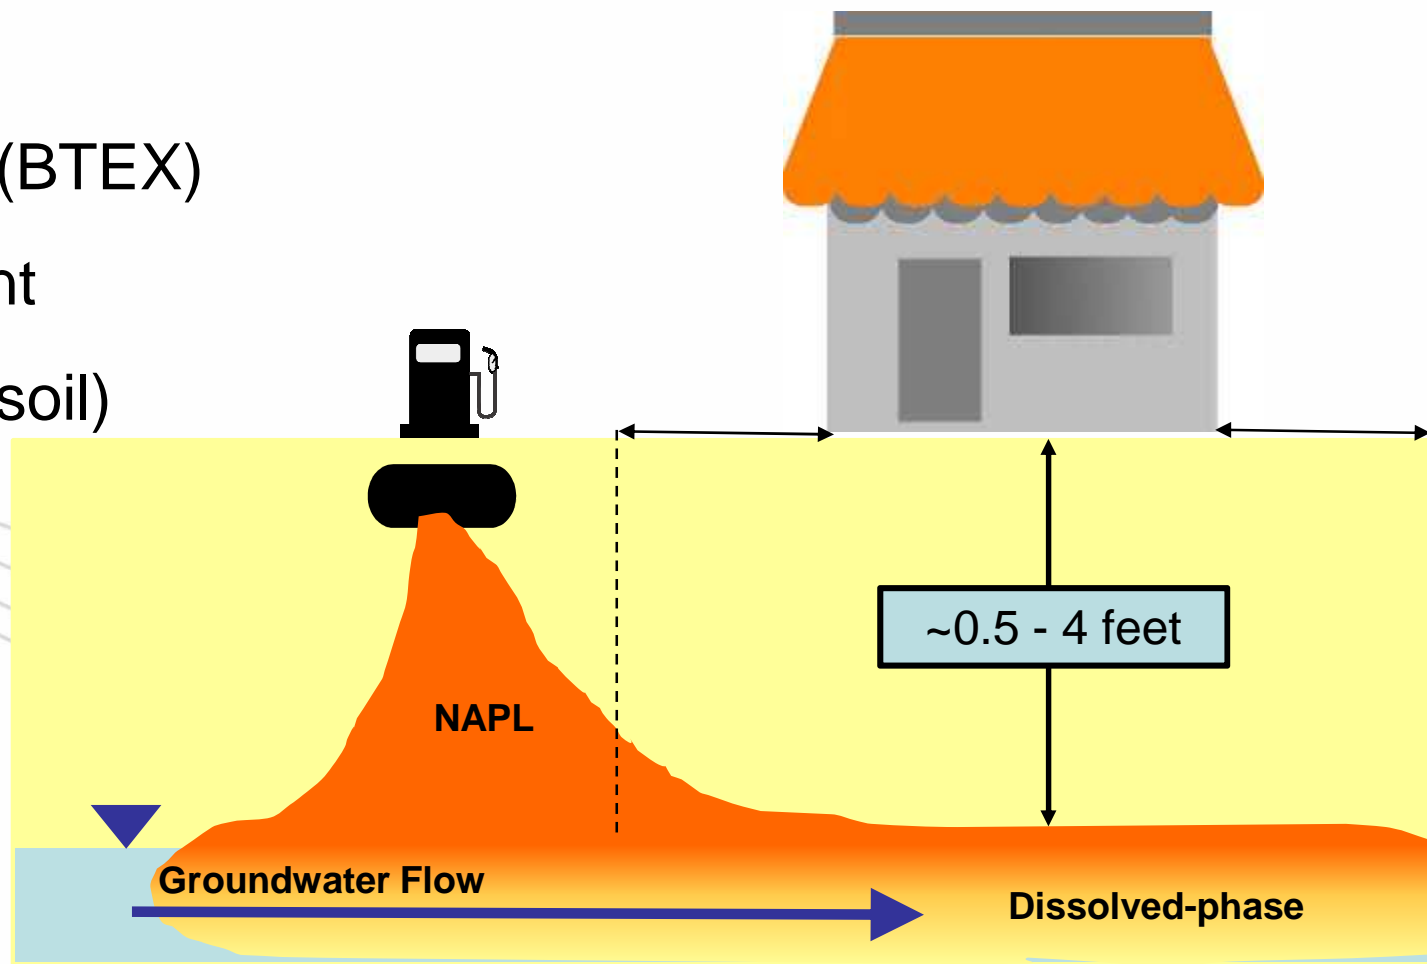 (BTEX)
nt
soil)
~0.5 - 4 feet
NAPL
Groundwater Flow
Dissolved-phase